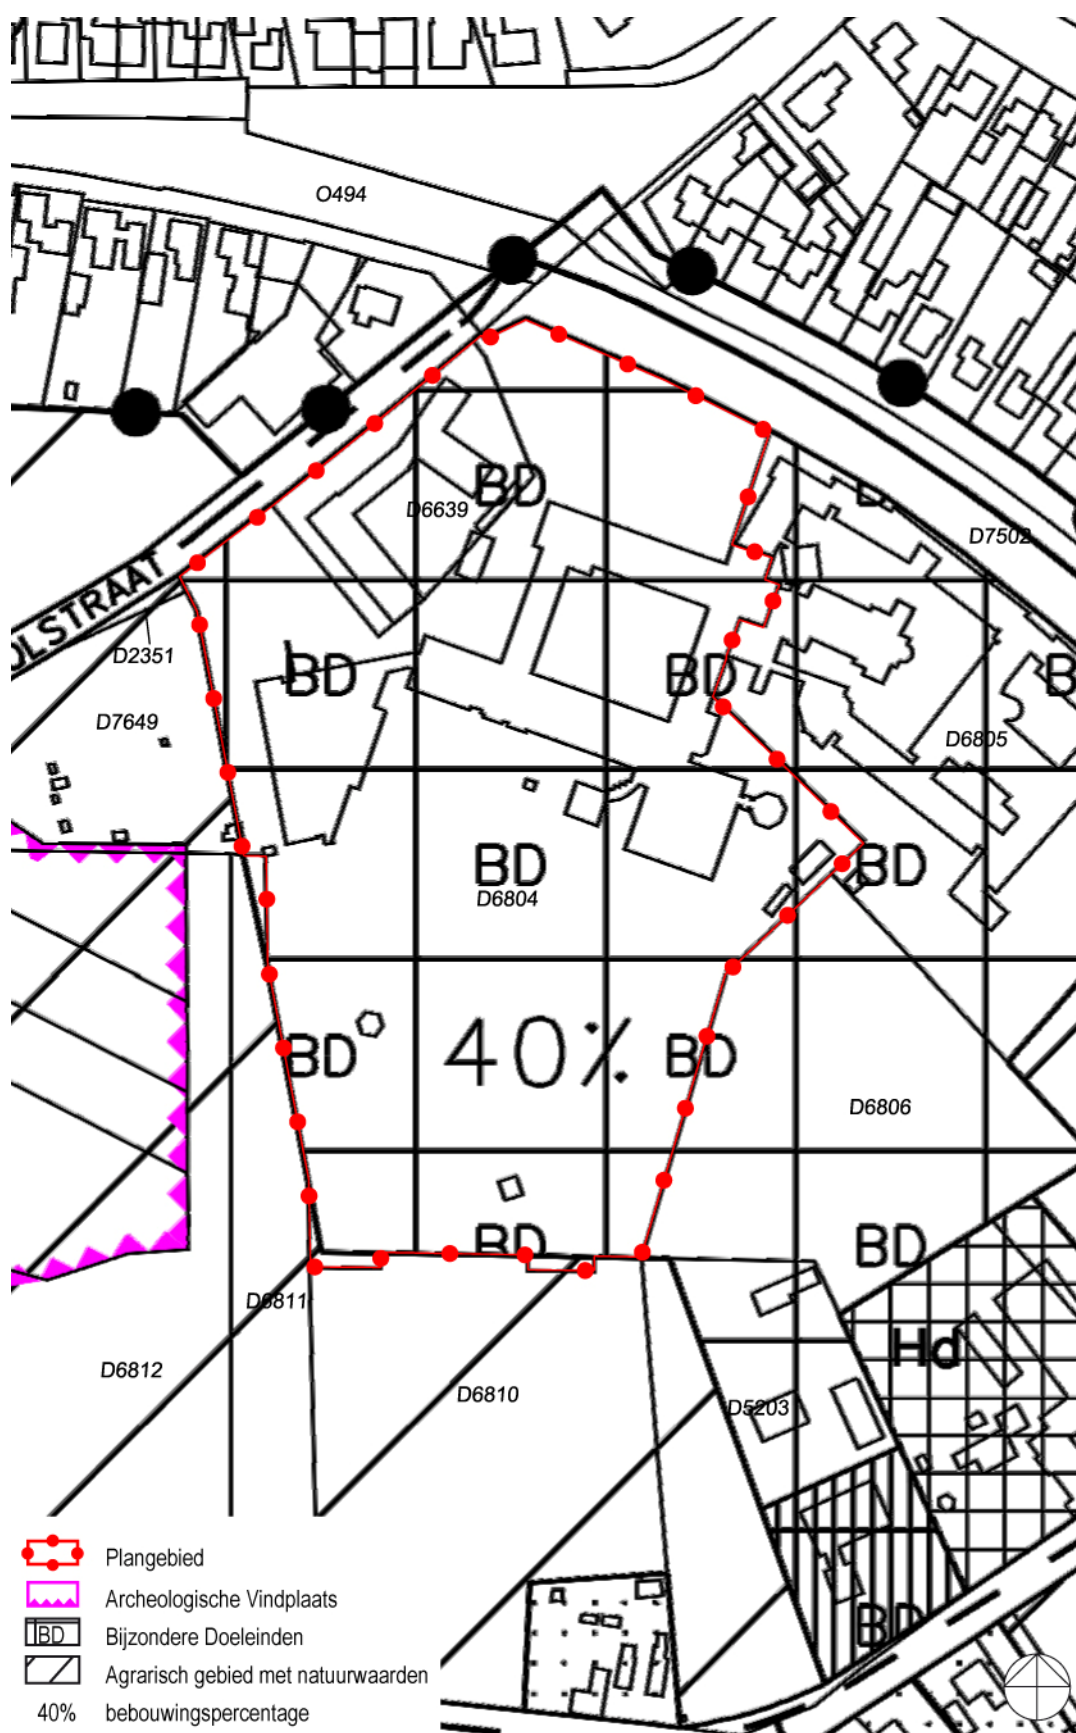 O494
BD
D6639
D7502
OLSTRAAT
D2351
BD
BD
B
D7649
D6805
BD
BD
D6804
BD
40%
BD
D6806
BD
BD
D6811
Hd
D6812
D6810
D5203
BD
Plangebied
Archeologische Vindplaats
BD Bijzondere Doeleinden
Agrarisch gebied met natuurwaarden
40% bebouwingspercentage